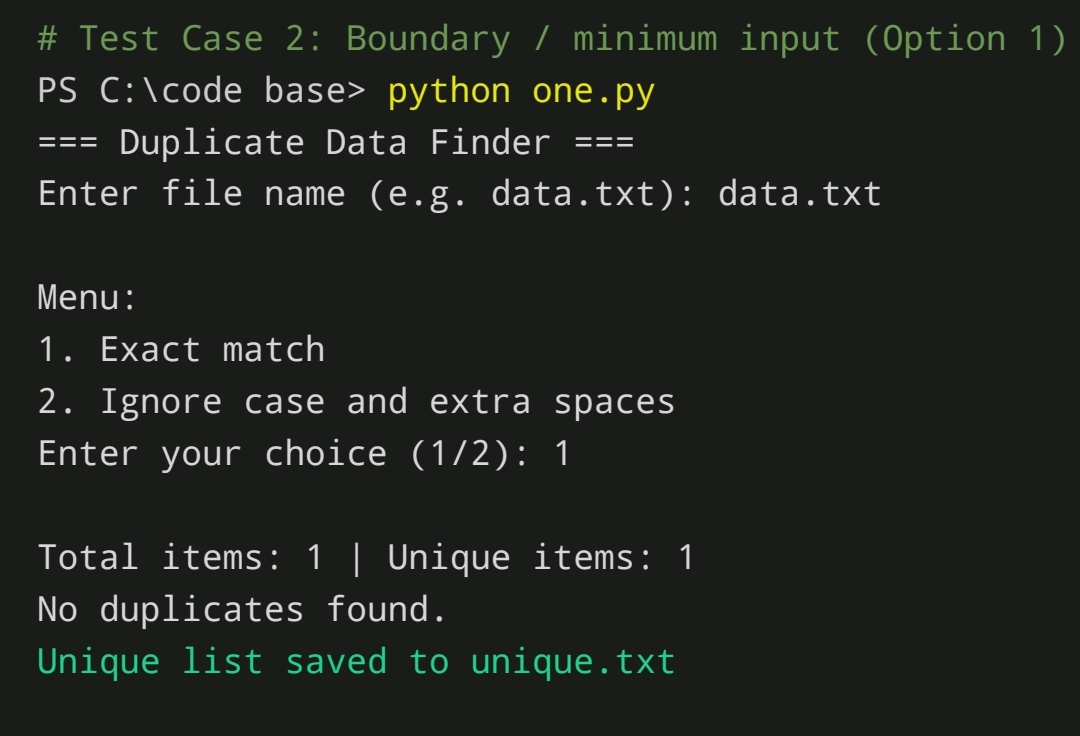 # Test Case 2: Boundary / minimum input (Option 1)
PS C:\code base> python one.py
=== Duplicate Data Finder ===
Enter file name (e.g. data.txt): data.txt
Menu:
1. Exact match
2. Ignore case and extra spaces
Enter your choice (1/2): 1
Total items: 1 | Unique items: 1
No duplicates found.
Unique list saved to unique.txt